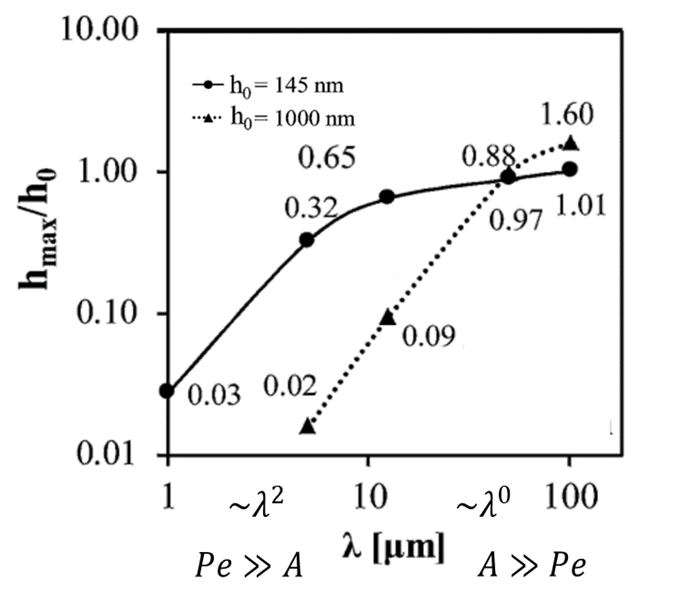 10.00
h₀ = 145 nm
h₀ = 1000 nm
1.60
0.65
0.88
1.00
0.32
0.97
1.01
hmax/h₀
0.10
0.09
0.03
0.02
0.01
1
10
100
~λ²
~λ⁰
λ [µm]
Pe ≫ A
A ≫ Pe